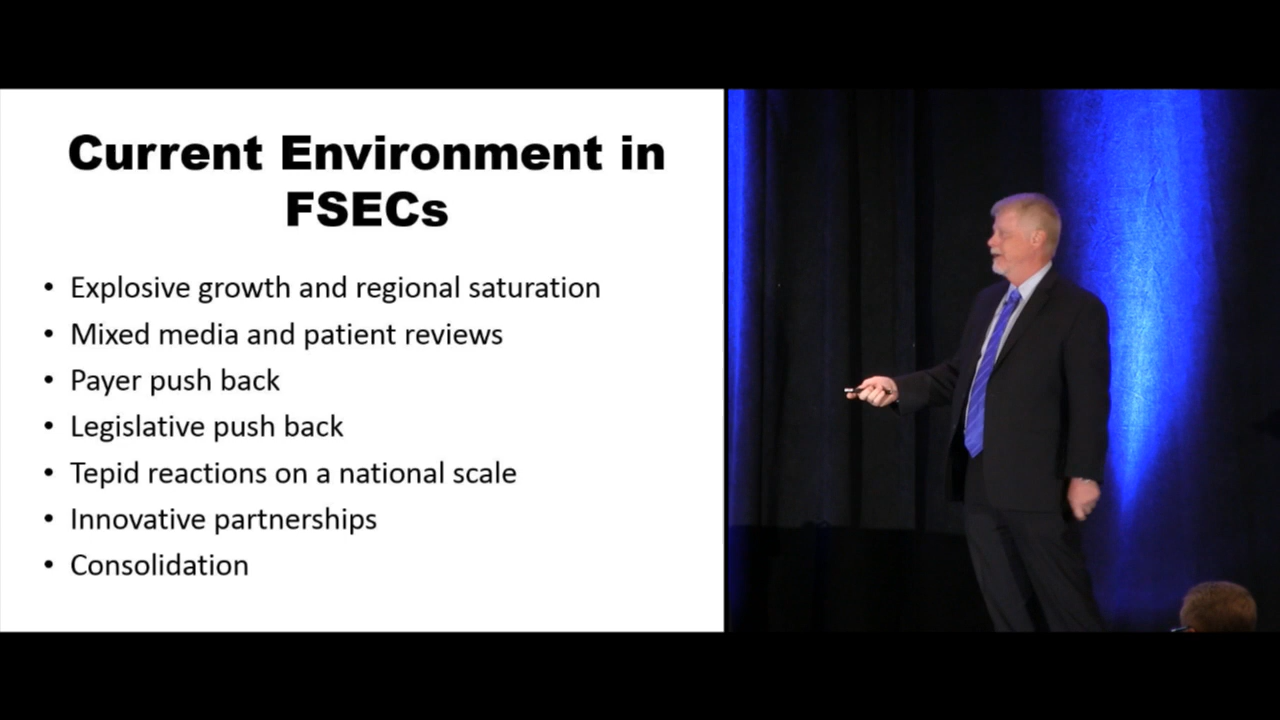 Current Environment in
FSECs
• Explosive growth and regional saturation
• Mixed media and patient reviews
• Payer push back
• Legislative push back
• Tepid reactions on a national scale
• Innovative partnerships
• Consolidation